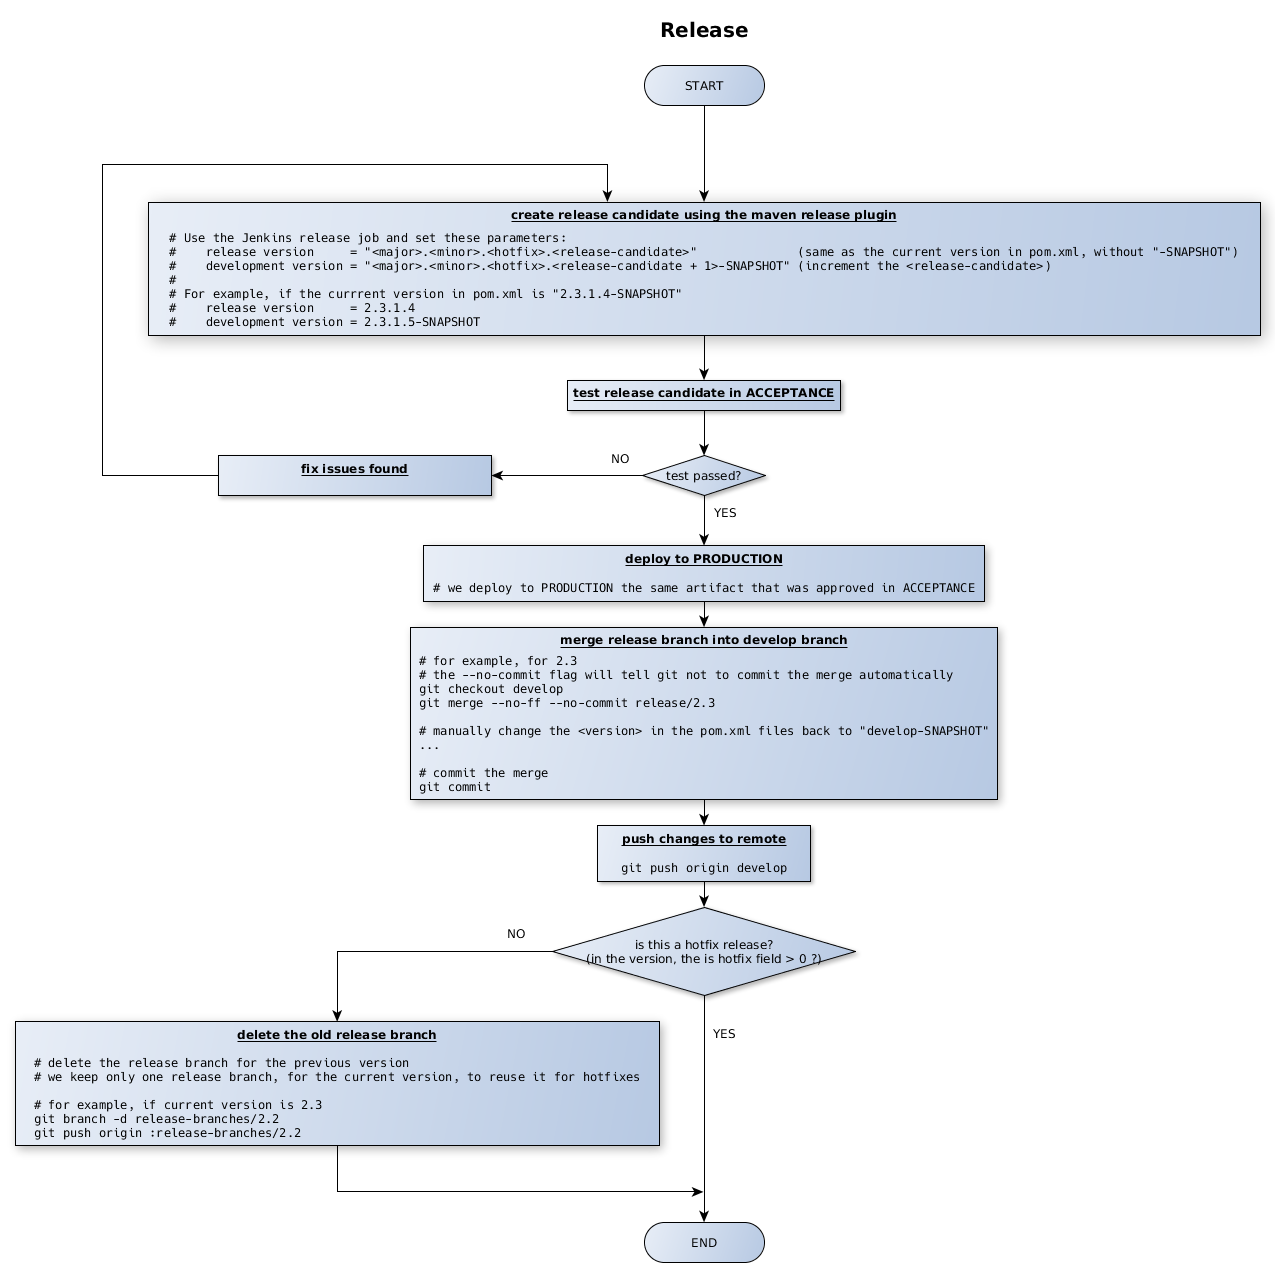 Release
START
create release candidate using the maven release plugin
# Use the Jenkins release job and set these parameters:
#    release version     = "<major>.<minor>.<hotfix>.<release-candidate>"              (same as the current version in pom.xml, without "-SNAPSHOT")
#    development version = "<major>.<minor>.<hotfix>.<release-candidate + 1>-SNAPSHOT" (increment the <release-candidate>)
#
# For example, if the currrent version in pom.xml is "2.3.1.4-SNAPSHOT"
#    release version     = 2.3.1.4
#    development version = 2.3.1.5-SNAPSHOT
test release candidate in ACCEPTANCE
NO
fix issues found
test passed?
YES
deploy to PRODUCTION
# we deploy to PRODUCTION the same artifact that was approved in ACCEPTANCE
merge release branch into develop branch
# for example, for 2.3
# the --no-commit flag will tell git not to commit the merge automatically
git checkout develop
git merge --no-ff --no-commit release/2.3
# manually change the <version> in the pom.xml files back to "develop-SNAPSHOT"
...
# commit the merge
git commit
push changes to remote
git push origin develop
NO
is this a hotfix release?
(in the version, the is hotfix field > 0 ?)
YES
delete the old release branch
# delete the release branch for the previous version
# we keep only one release branch, for the current version, to reuse it for hotfixes
# for example, if current version is 2.3
git branch -d release-branches/2.2
git push origin :release-branches/2.2
END